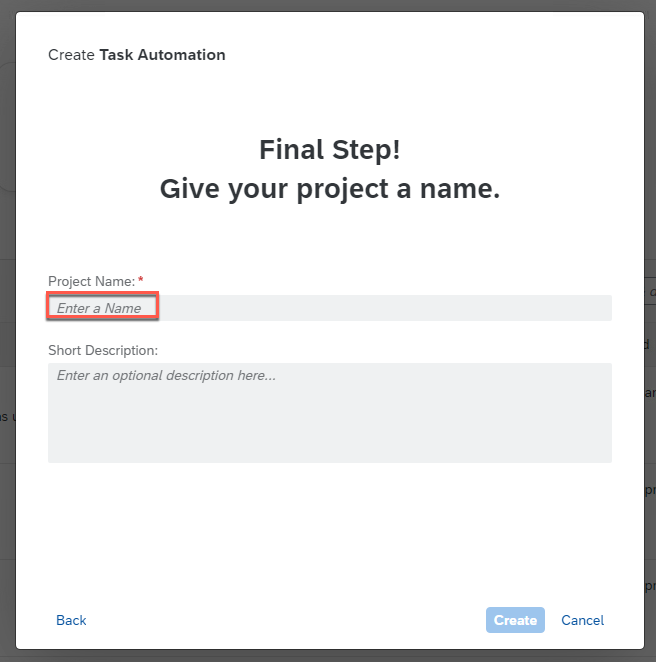 Create Task Automation
Final Step!
Give your project a name.
Project Name: *
Enter a Name
Short Description:
Enter an optional description here...
Back
Create
Cancel